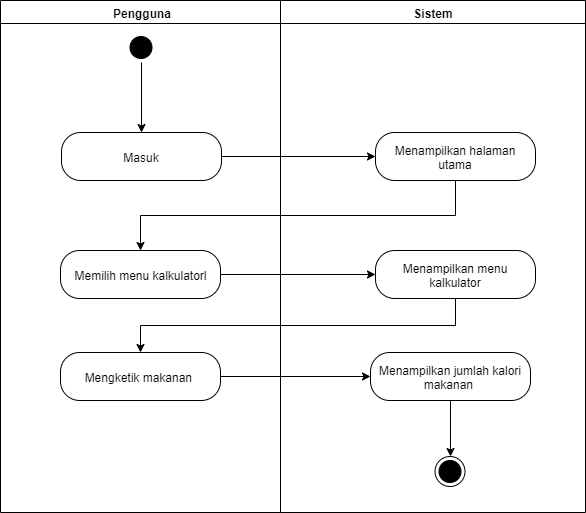 Pengguna
Sistem
Masuk
Menampilkan halaman
utama
Memilih menu kalkulatorl
Menampilkan menu
kalkulator
Mengketik makanan
Menampilkan jumlah kalori
makanan